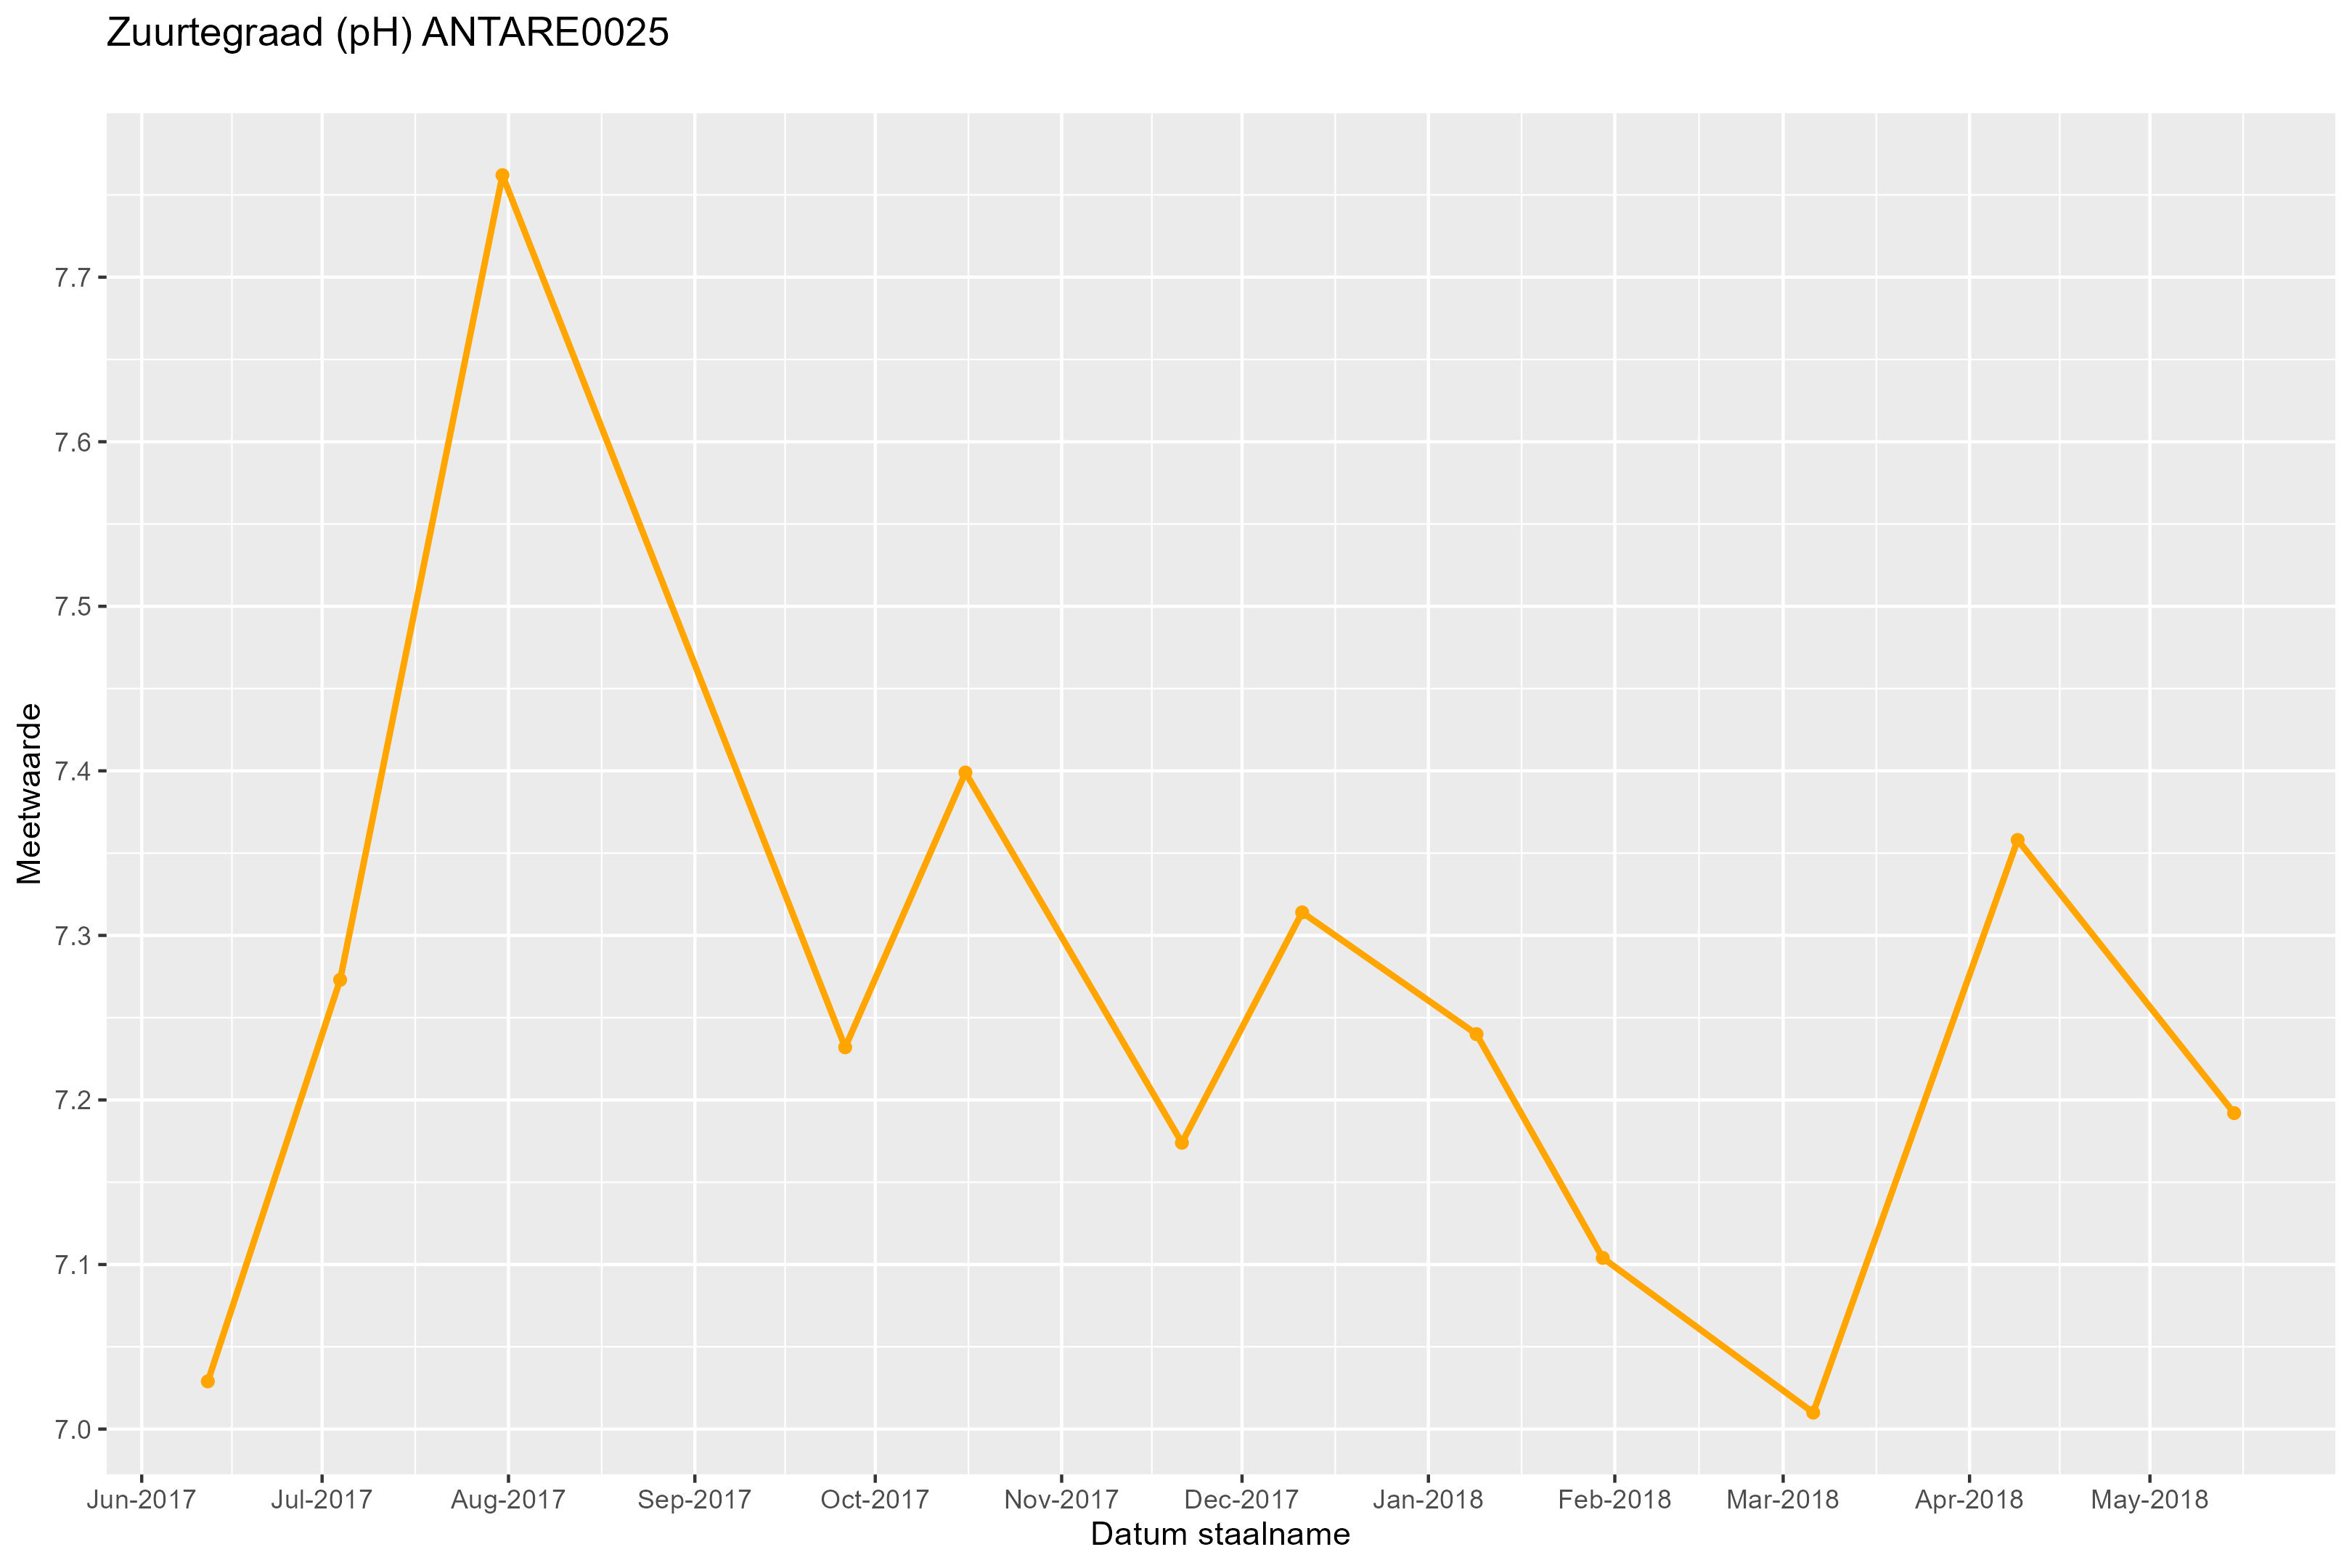 Zuurtegraad (pH) ANTARE0025
Meetwaarde
7.7
7.6
7.5
7.4
7.3
7.2
7.1
7.0
Jun-2017 Jul-2017 Aug-2017 Sep-2017 Oct-2017 Nov-2017 Dec-2017 Jan-2018 Feb-2018 Mar-2018 Apr-2018 May-2018
Datum staalname